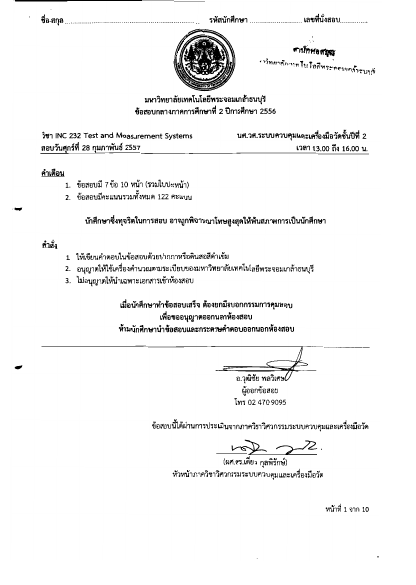 ชื่อ-สกุล ........................ รหัสนักศึกษา ........................ เลขที่นั่งสอบ................
สำนักหอสมุด
มหาวิทยาลัยเทคโนโลยีพระจอมเกล้าธนบุรี
มหาวิทยาลัยเทคโนโลยีพระจอมเกล้าธนบุรี
ข้อสอบกลางภาคการศึกษาที่ 2 ปีการศึกษา 2556
วิชา INC 232 Test and Measurement Systems นศ.วศ.ระบบควบคุมและเครื่องมือวัดชั้นปีที่ 2
สอบวันศุกร์ที่ 28 กุมภาพันธ์ 2557 เวลา 13.00 ถึง 16.00 น.
คำเตือน
1. ข้อสอบมี 7 ข้อ 10 หน้า (รวมใบปะหน้า)
2. ข้อสอบมีคะแนนรวมทั้งหมด 122 คะแนน
นักศึกษาซึ่งทุจริตในการสอบ อาจถูกพิจารณาโทษสูงสุดให้พ้นสภาพการเป็นนักศึกษา
คำสั่ง
1. ให้เขียนคำตอบในข้อสอบด้วยปากกาหรือดินสอสีดำเข้ม
2. อนุญาตให้ใช้เครื่องคำนวณตามระเบียบของมหาวิทยาลัยเทคโนโลยีพระจอมเกล้าธนบุรี
3. ไม่อนุญาตให้นำเฉพาะเอกสารเข้าห้องสอบ
เมื่อนักศึกษาทำข้อสอบเสร็จ ต้องยกมือบอกกรรมการคุมสอบ
เพื่อขออนุญาตออกนอกห้องสอบ
ห้ามนักศึกษานำข้อสอบและกระดาษคำตอบออกนอกห้องสอบ
อ.วุฒิชัย พลวิเศษ
ผู้ออกข้อสอบ
โทร 02 470 9095
ข้อสอบนี้ได้ผ่านการประเมินจากภาควิชาวิศวกรรมระบบควบคุมและเครื่องมือวัด
(ผศ.ดร.เดี่ยว กุลพิรักษ์)
หัวหน้าภาควิชาวิศวกรรมระบบควบคุมและเครื่องมือวัด
หน้าที่ 1 จาก 10